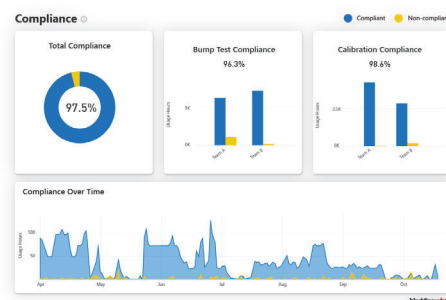 Compliance
Compliant
Non-complian
Total Compliance
97.5%
Bump Test Compliance
96.3%
Usage Hours
5K
0K
Team A
Team B
Calibration Compliance
98.6%
Usage Hours
2.5K
0K
Team A
Team B
Compliance Over Time
Usage Hours
100
50
Apr
May
Jun
Jul
Aug
Sep
Oct